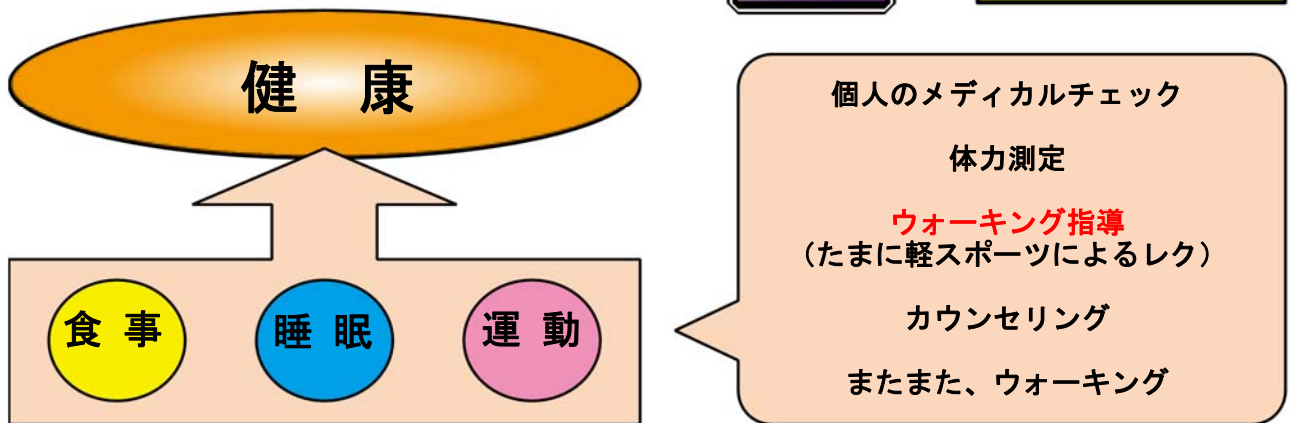 健　康
食 事
睡 眠
運 動
個人のメディカルチェック
体力測定
ウォーキング指導
（たまに軽スポーツによるレク）
カウンセリング
またまた、ウォーキング